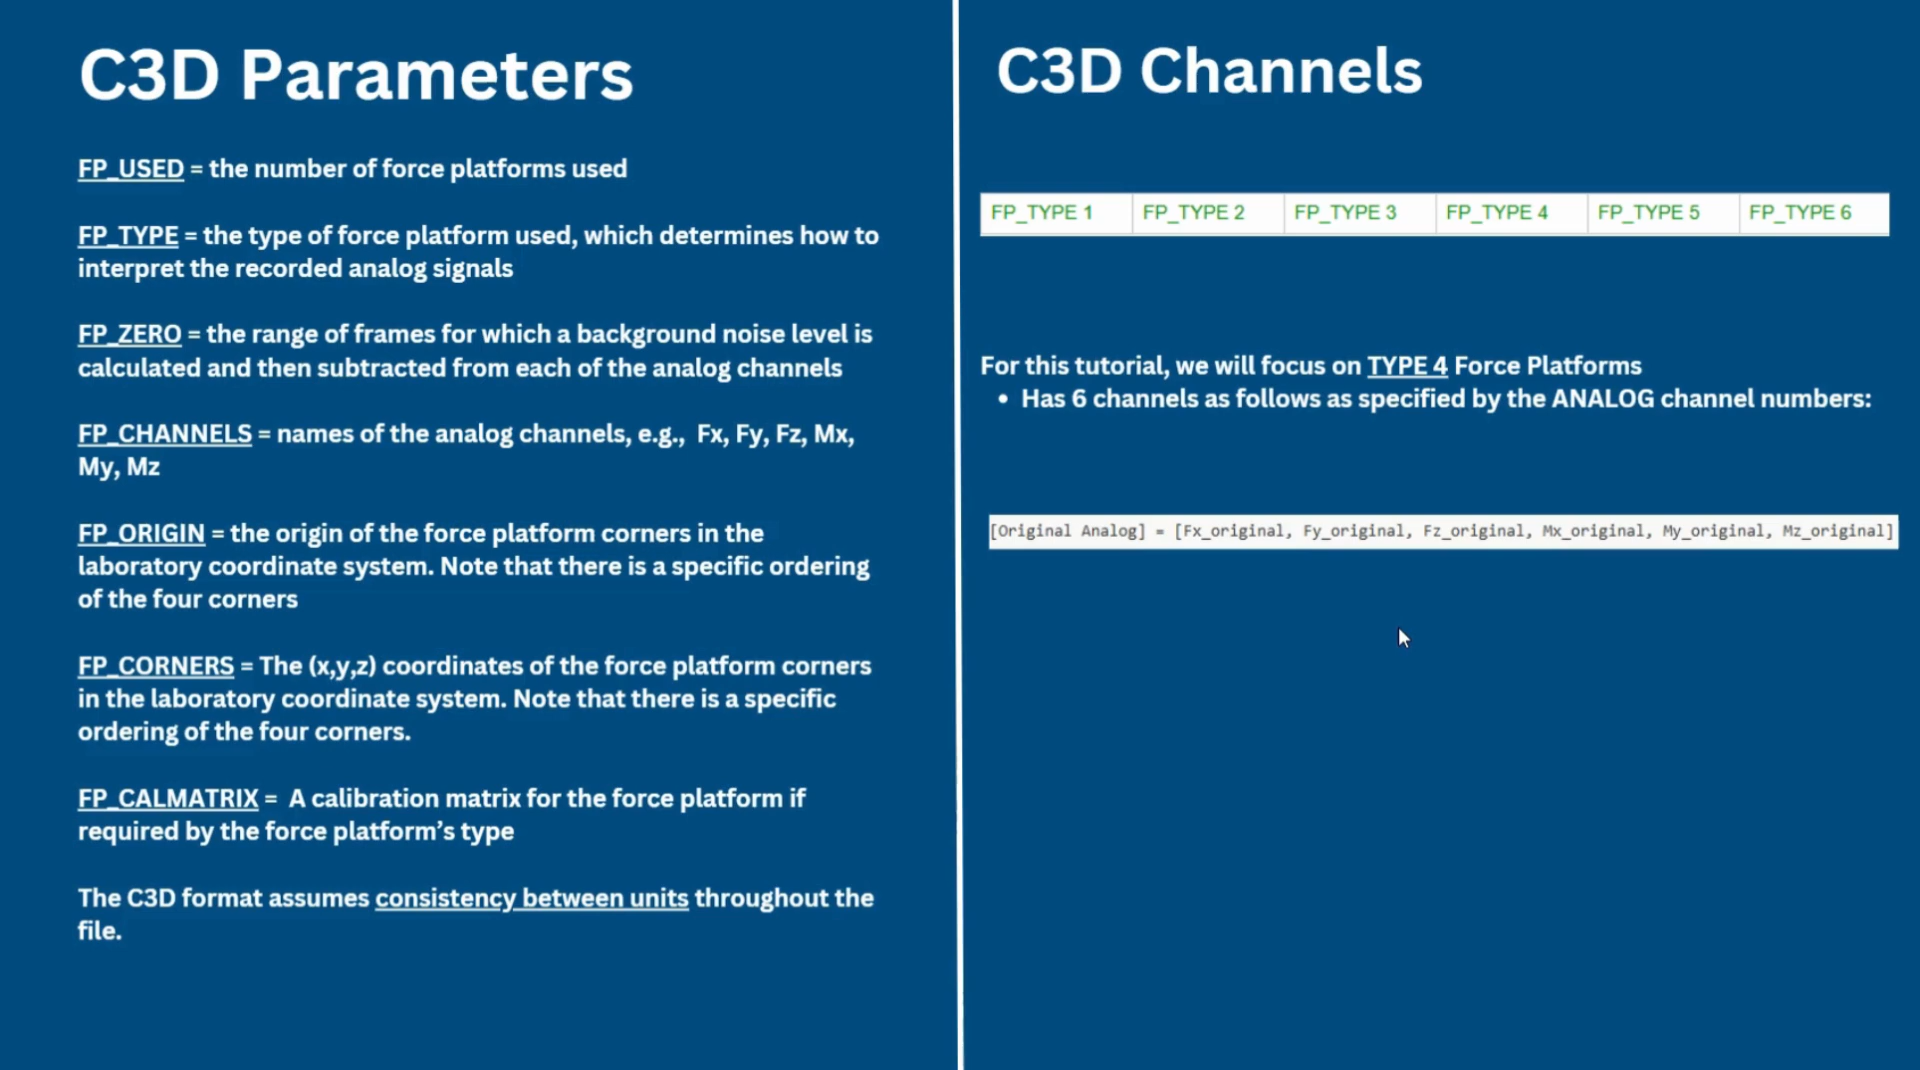 C3D Parameters
FP_USED = the number of force platforms used
FP_TYPE = the type of force platform used, which determines how to
interpret the recorded analog signals
FP_ZERO = the range of frames for which a background noise level is
calculated and then subtracted from each of the analog channels
FP_CHANNELS = names of the analog channels, e.g., Fx, Fy, Fz, Mx,
My, Mz
FP_ORIGIN = the origin of the force platform corners in the
laboratory coordinate system. Note that there is a specific ordering
of the four corners
FP_CORNERS = The (x,y,z) coordinates of the force platform corners
in the laboratory coordinate system. Note that there is a specific
ordering of the four corners.
FP_CALMATRIX = A calibration matrix for the force platform if
required by the force platform's type
The C3D format assumes consistency between units throughout the
file.
C3D Channels
FP_TYPE 1 FP_TYPE 2 FP_TYPE 3 FP_TYPE 4 FP_TYPE 5 FP_TYPE 6
For this tutorial, we will focus on TYPE 4 Force Platforms
• Has 6 channels as follows as specified by the ANALOG channel numbers:
[Original Analog] = [Fx_original, Fy_original, Fz_original, Mx_original, My_original, Mz_original]